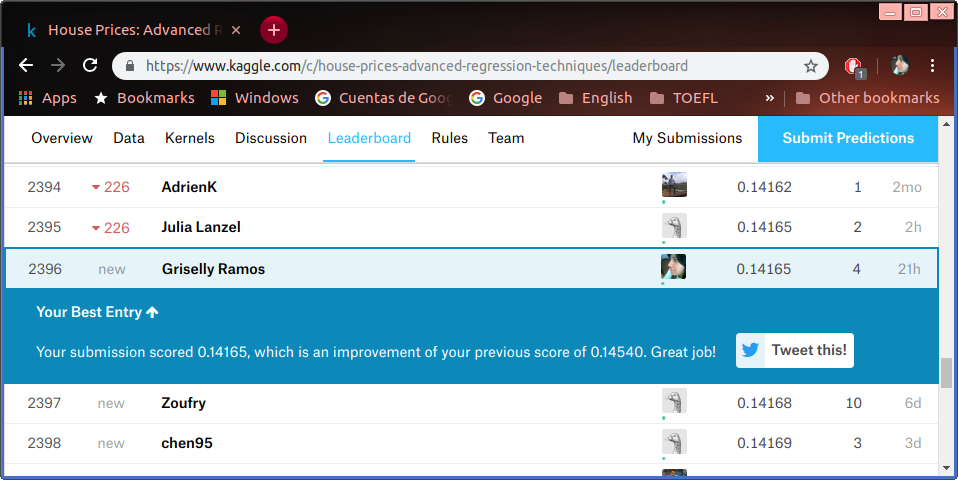 k House Prices: Advanced R
https://www.kaggle.com/c/house-prices-advanced-regression-techniques/leaderboard 1
Apps Bookmarks Windows Cuentas de Goog Google English TOEFL » Other bookmarks
Overview Data Kernels Discussion Leaderboard Rules Team My Submissions Submit Predictions
2394 226 AdrienK 0.14162 1 2mo
2395 226 Julia Lanzel 0.14165 2 2h
2396 new Griselly Ramos 0.14165 4 21h
Your Best Entry
Your submission scored 0.14165, which is an improvement of your previous score of 0.14540. Great job! Tweet this!
2397 new Zoufry 0.14168 10 6d
2398 new chen95 0.14169 3 3d